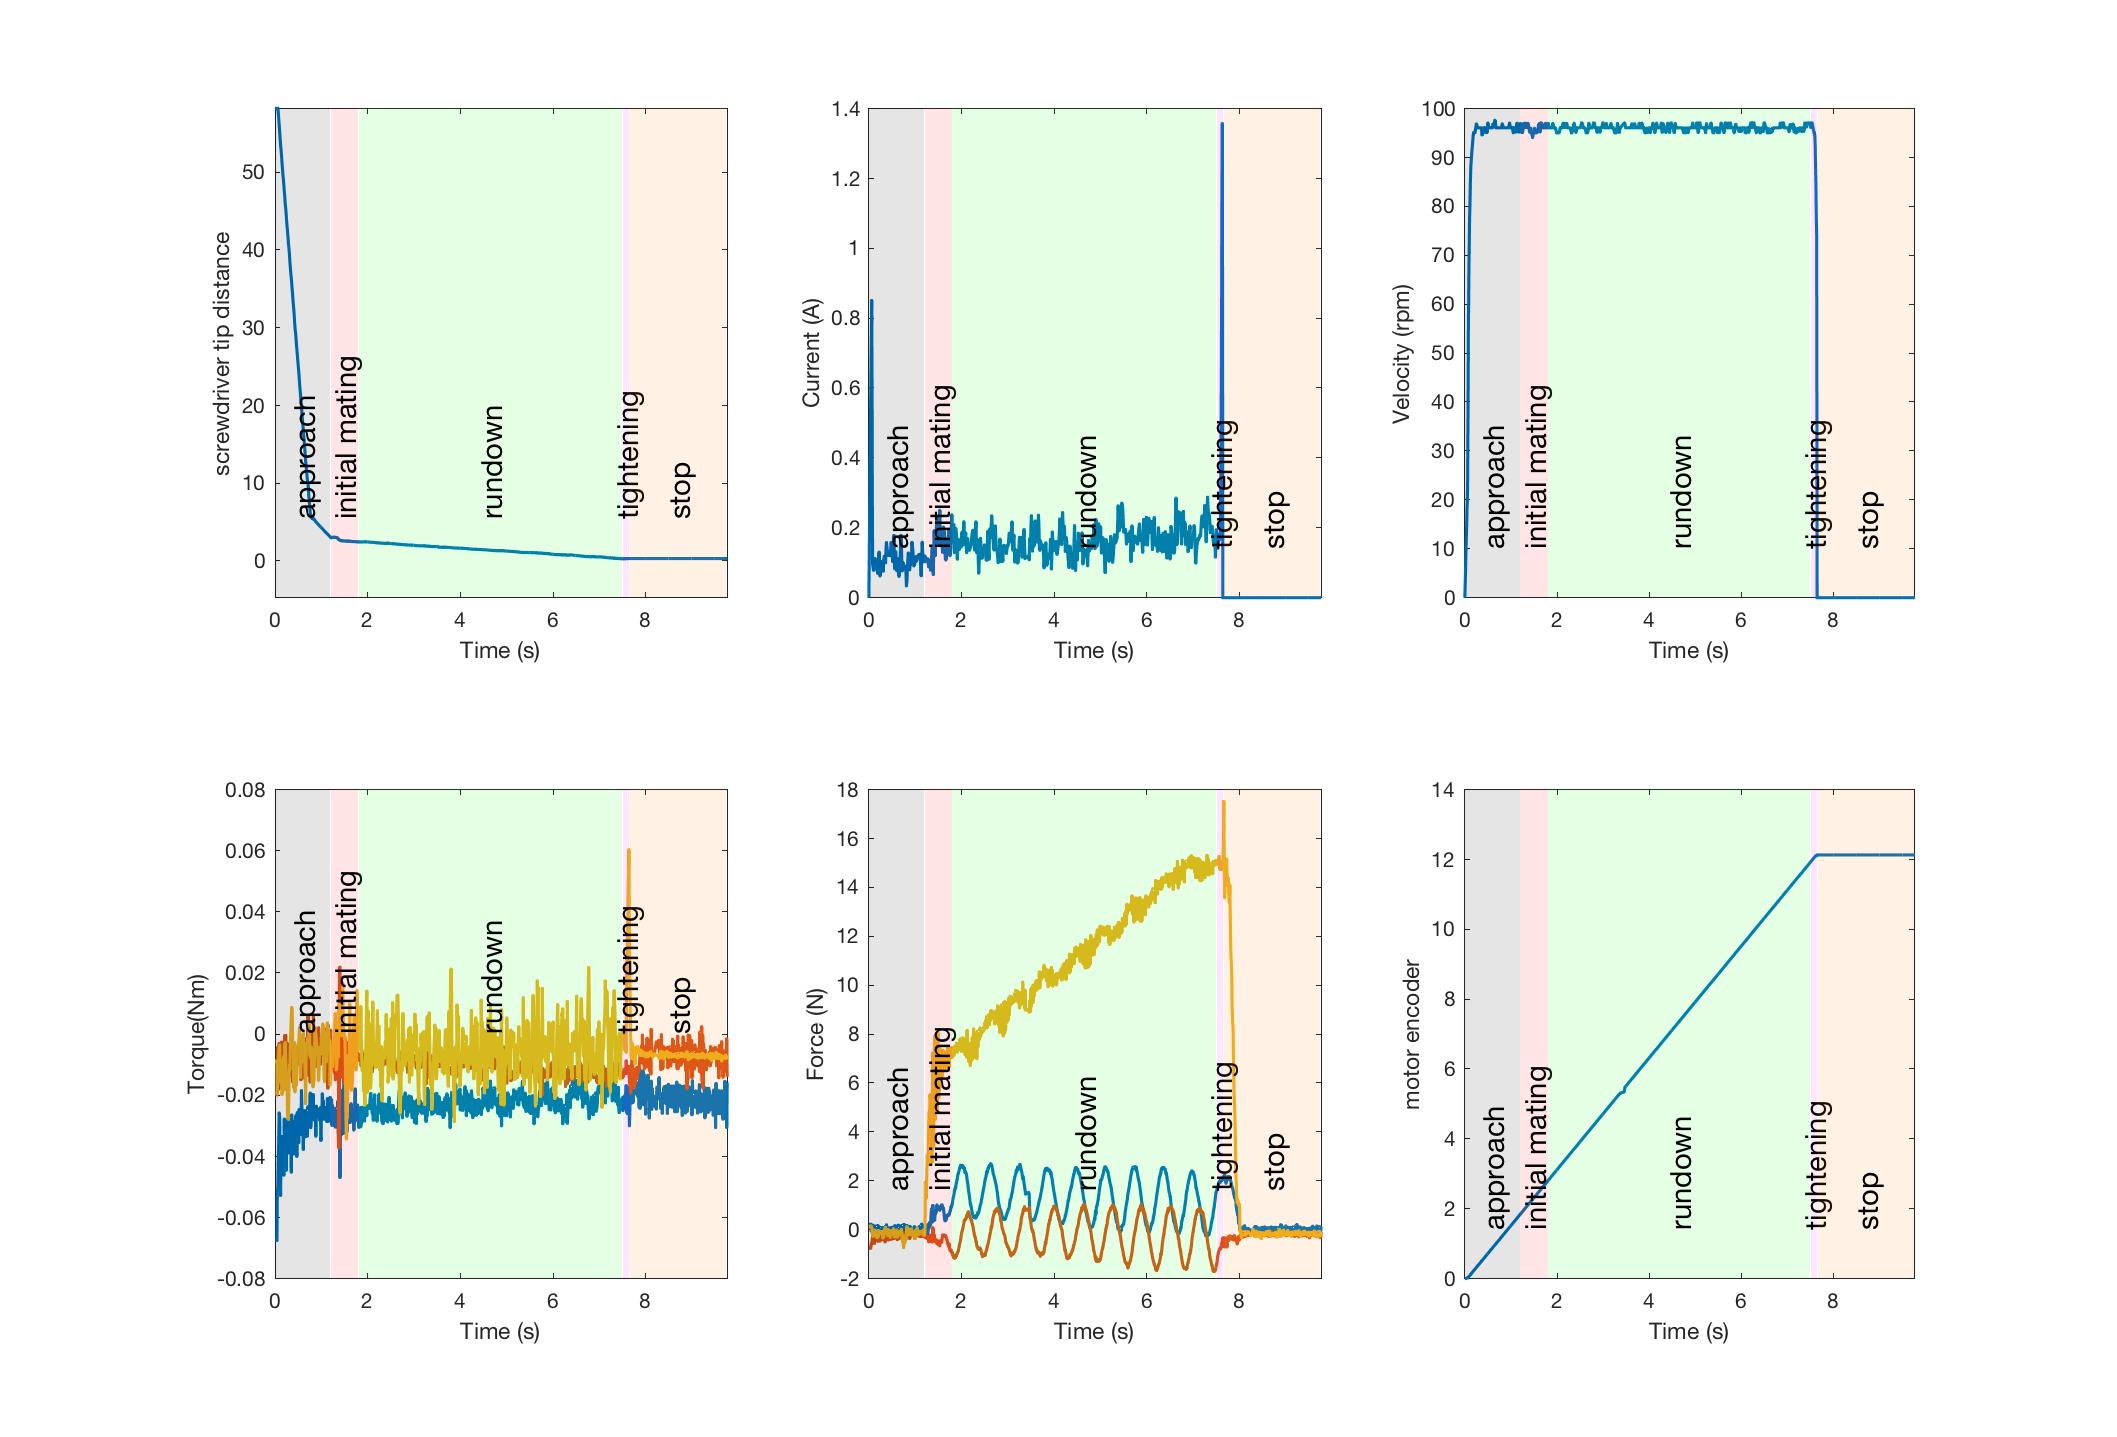 screwdriver tip distance
50
40
30
20
10
0
approach
initial mating
rundown
tightening
stop
0 2 4 6 8
Time (s)
Current (A)
1.4
1.2
1
0.8
0.6
0.4
0.2
0
approach
initial mating
rundown
tightening
stop
0 2 4 6 8
Time (s)
Velocity (rpm)
100
90
80
70
60
50
40
30
20
10
0
approach
initial mating
rundown
tightening
stop
0 2 4 6 8
Time (s)
Torque(Nm)
0.08
0.06
0.04
0.02
0
-0.02
-0.04
-0.06
-0.08
approach
initial mating
rundown
tightening
stop
0 2 4 6 8
Time (s)
Force (N)
18
16
14
12
10
8
6
4
2
0
-2
approach
initial mating
rundown
tightening
stop
0 2 4 6 8
Time (s)
motor encoder
14
12
10
8
6
4
2
0
approach
initial mating
rundown
tightening
stop
0 2 4 6 8
Time (s)